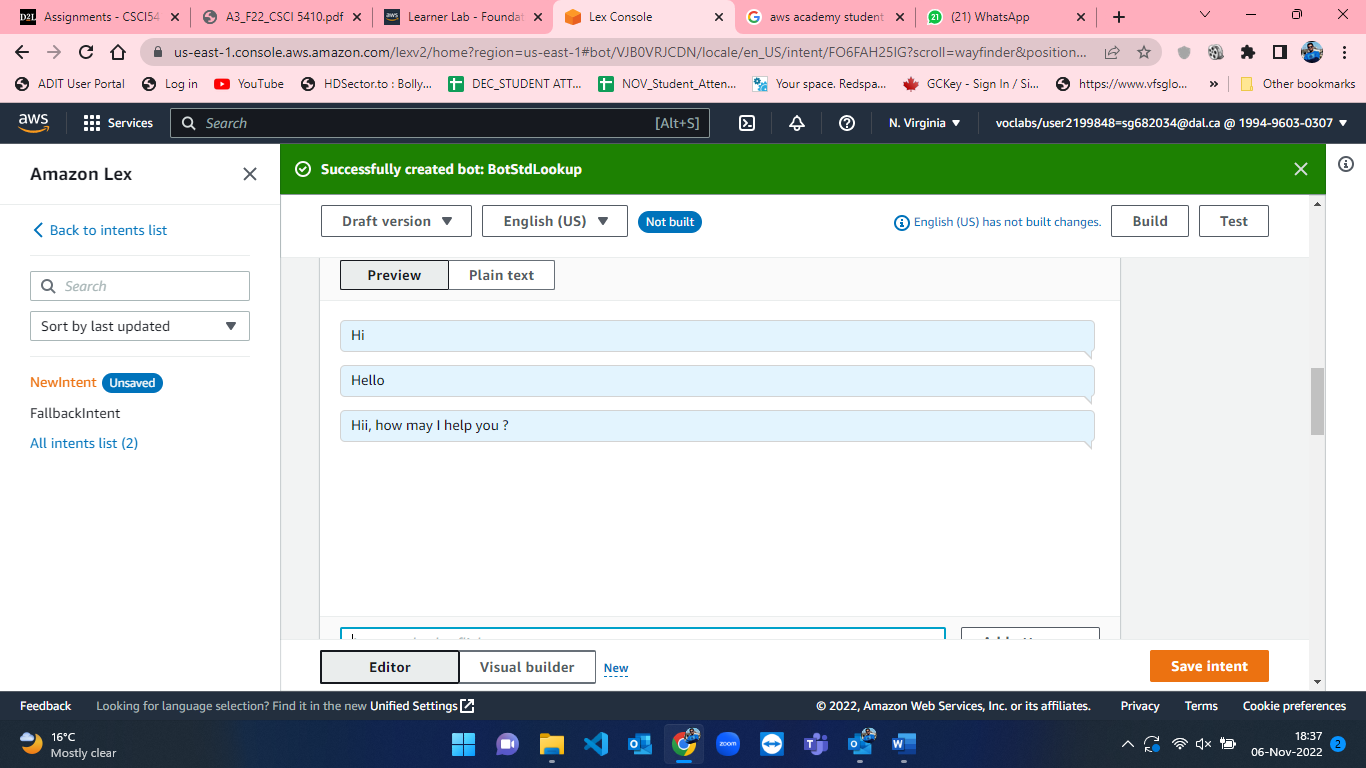 Assignments - CSCI54
A3_F22_CSCI 5410.pdf
Learner Lab - Foundat
Lex Console
aws academy student
(21) WhatsApp
us-east-1.console.aws.amazon.com/lexv2/home?region=us-east-1#bot/VJB0VRJCDN/locale/en_US/intent/FO6FAH25IG?scroll=wayfinder&position...
ADIT User Portal
Log in
YouTube
HDSector.to : Bolly...
DEC_STUDENT ATT...
NOV_Student_Atten...
Your space. Redspa...
GCKey - Sign In / Si...
https://www.vfsglo...
»
Other bookmarks
aws
Services
Search
[Alt+S]
N. Virginia
voclabs/user2199848=sg682034@dal.ca @ 1994-9603-0307
Amazon Lex
Successfully created bot: BotStdLookup
Back to intents list
Draft version
English (US)
Not built
English (US) has not built changes.
Build
Test
Search
Sort by last updated
NewIntent
Unsaved
FallbackIntent
All intents list (2)
Preview
Plain text
Hi
Hello
Hii, how may I help you ?
Editor
Visual builder
New
Save intent
Feedback
Looking for language selection? Find it in the new Unified Settings
© 2022, Amazon Web Services, Inc. or its affiliates.
Privacy
Terms
Cookie preferences
16°C
Mostly clear
zoom
18:37
06-Nov-2022
2